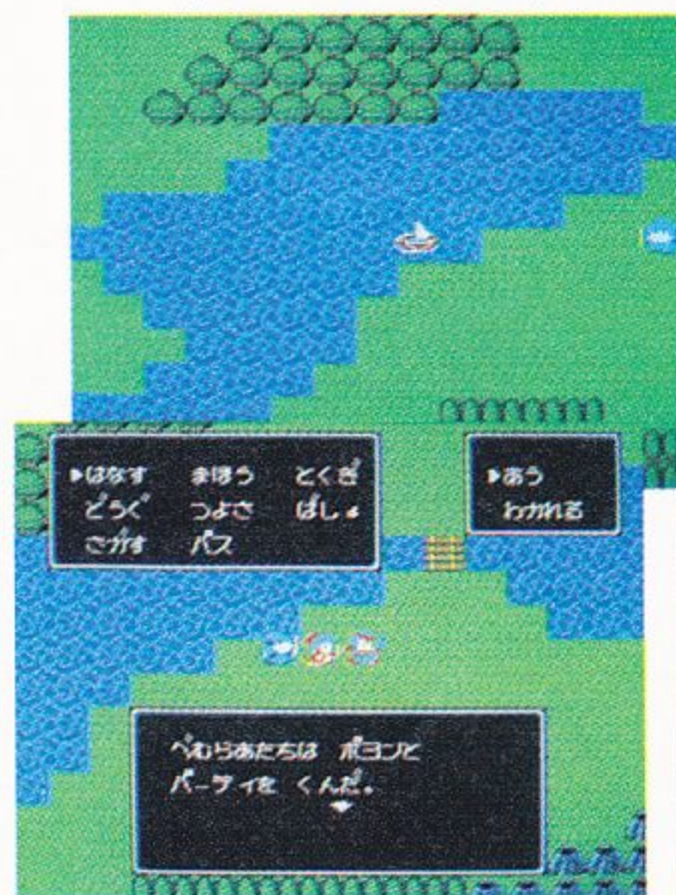 ▶はなす まほう とくぎ
どうぐ つよさ ばしょ
さがす パス
▶あう
わかれる
ぺむらあたちは ポヨンと
パーティを くんだ。